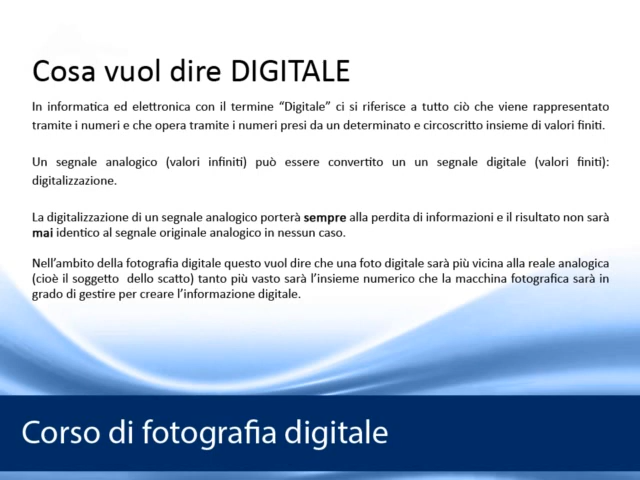 Cosa vuol dire DIGITALE
In informatica ed elettronica con il termine “Digitale” ci si riferisce a tutto ciò che viene rappresentato
tramite i numeri e che opera tramite i numeri presi da un determinato e circoscritto insieme di valori finiti.
Un segnale analogico (valori infiniti) può essere convertito un un segnale digitale (valori finiti):
digitalizzazione.
La digitalizzazione di un segnale analogico porterà sempre alla perdita di informazioni e il risultato non sarà
mai identico al segnale originale analogico in nessun caso.
Nell’ambito della fotografia digitale questo vuol dire che una foto digitale sarà più vicina alla reale analogica
(cioè il soggetto dello scatto) tanto più vasto sarà l’insieme numerico che la macchina fotografica sarà in
grado di gestire per creare l’informazione digitale.
Corso di fotografia digitale